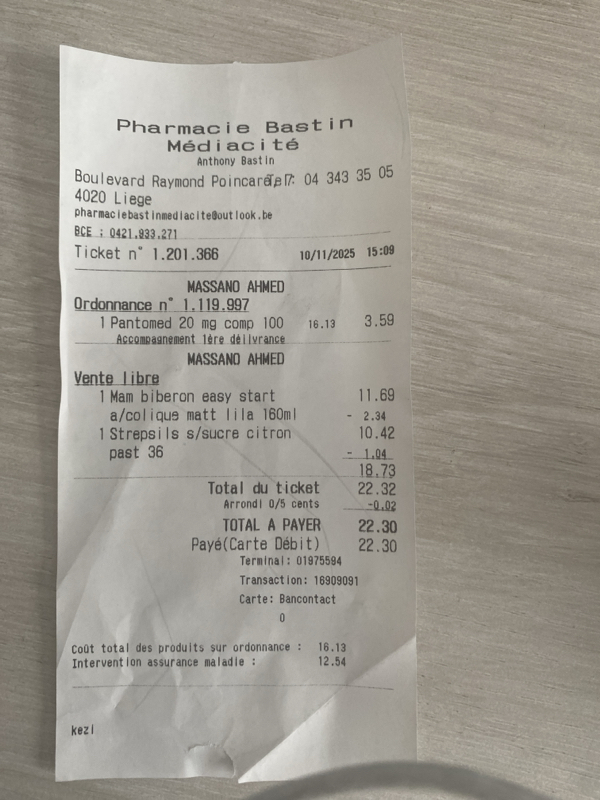 Pharmacie Bastin
Médiacité
Anthony Bastin
Boulevard Raymond Poincaré, 7 Tel: 04 343 35 05
4020 Liege
pharmaciebastinmediacite@outlook.be
BCE : 0421.933.271
Ticket n° 1.201.366 10/11/2025 15:09
MASSANO AHMED
Ordonnance n° 1.119.997
1 Pantomed 20 mg comp 100 16.13 3.59
Accompagnement 1ère délivrance
MASSANO AHMED
Vente libre
1 Mam biberon easy start 11.69
a/colique matt lila 160ml - 2.34
1 Strepsils s/sucre citron 10.42
past 36 - 1.04
18.73
Total du ticket 22.32
Arrondi 0/5 cents -0.02
TOTAL A PAYER 22.30
Payé(Carte Débit) 22.30
Terminal: 01975594
Transaction: 16909091
Carte: Bancontact
0
Coût total des produits sur ordonnance : 16.13
Intervention assurance maladie : 12.54
kezi